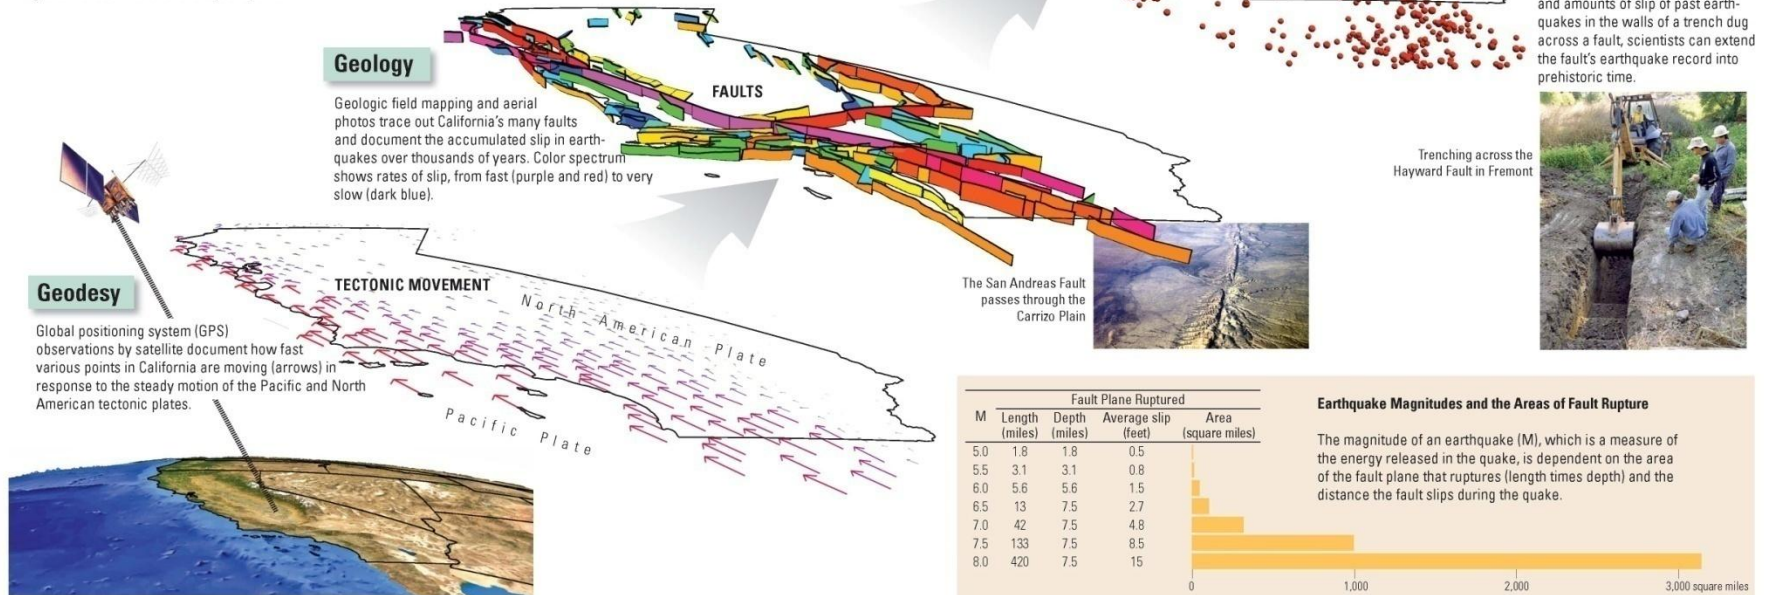 Geology
Geologic field mapping and aerial
photos trace out California's many faults
and document the accumulated slip in earth-
quakes over thousands of years. Color spectrum
shows rates of slip, from fast (purple and red) to very
slow (dark blue).
FAULTS
and amounts of slip of past earth-
quakes in the walls of a trench dug
across a fault, scientists can extend
the fault's earthquake record into
prehistoric time.
Trenching across the
Hayward Fault in Fremont
Geodesy
Global positioning system (GPS)
observations by satellite document how fast
various points in California are moving (arrows) in
response to the steady motion of the Pacific and North
American tectonic plates.
TECTONIC MOVEMENT
North American Plate
Pacific Plate
The San Andreas Fault
passes through the
Carrizo Plain
Fault Plane Ruptured
M Length Depth Average slip Area
(miles) (miles) (feet) (square miles)
5.0 1.8 1.8 0.5
5.5 3.1 3.1 0.8
6.0 5.6 5.6 1.5
6.5 13 7.5 2.7
7.0 42 7.5 4.8
7.5 133 7.5 8.5
8.0 420 7.5 15
0 1,000 2,000 3,000 square miles
Earthquake Magnitudes and the Areas of Fault Rupture
The magnitude of an earthquake (M), which is a measure of
the energy released in the quake, is dependent on the area
of the fault plane that ruptures (length times depth) and the
distance the fault slips during the quake.